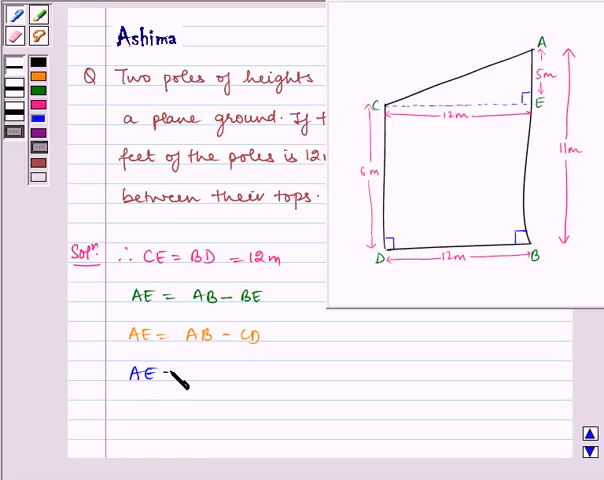 Ashima
Q Two poles of heights
a plane ground. If
feet of the poles is 12
between their tops.
Solⁿ. ∴ CE = BD = 12m
AE = AB - BE
AE = AB - CD
AE -
A
5m
C
E
12m
6m
11m
D
12m
B